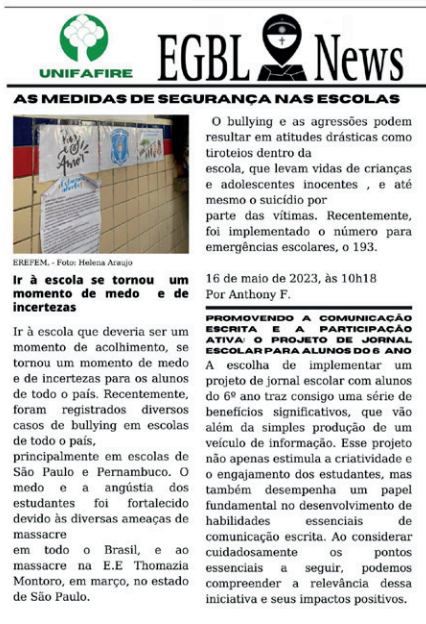 UNIFAFIRE
EGBL News
AS MEDIDAS DE SEGURANÇA NAS ESCOLAS
EREFEM. - Foto: Helena Araujo
Ir à escola se tornou um
momento de medo e de
incertezas
Ir à escola que deveria ser um
momento de acolhimento, se
tornou um momento de medo
e de incertezas para os alunos
de todo o país. Recentemente,
foram registrados diversos
casos de bullying em escolas
de todo o país,
principalmente em escolas de
São Paulo e Pernambuco. O
medo e a angústia dos
estudantes foi fortalecido
devido às diversas ameaças de
massacre
em todo o Brasil, e ao
massacre na E.E Thomazia
Montoro, em março, no estado
de São Paulo.
O bullying e as agressões podem
resultar em atitudes drásticas como
tiroteios dentro da
escola, que levam vidas de crianças
e adolescentes inocentes , e até
mesmo o suicídio por
parte das vítimas. Recentemente,
foi implementado o número para
emergências escolares, o 193.
16 de maio de 2023, às 10h18
Por Anthony F.
PROMOVENDO A COMUNICAÇÃO
ESCRITA E A PARTICIPAÇÃO
ATIVA: O PROJETO DE JORNAL
ESCOLAR PARA ALUNOS DO 6 ANO
A escolha de implementar um
projeto de jornal escolar com alunos
do 6º ano traz consigo uma série de
benefícios significativos, que vão
além da simples produção de um
veículo de informação. Esse projeto
não apenas estimula a criatividade e
o engajamento dos estudantes, mas
também desempenha um papel
fundamental no desenvolvimento de
habilidades essenciais de
comunicação escrita. Ao considerar
cuidadosamente os pontos
essenciais a seguir, podemos
compreender a relevância dessa
iniciativa e seus impactos positivos.